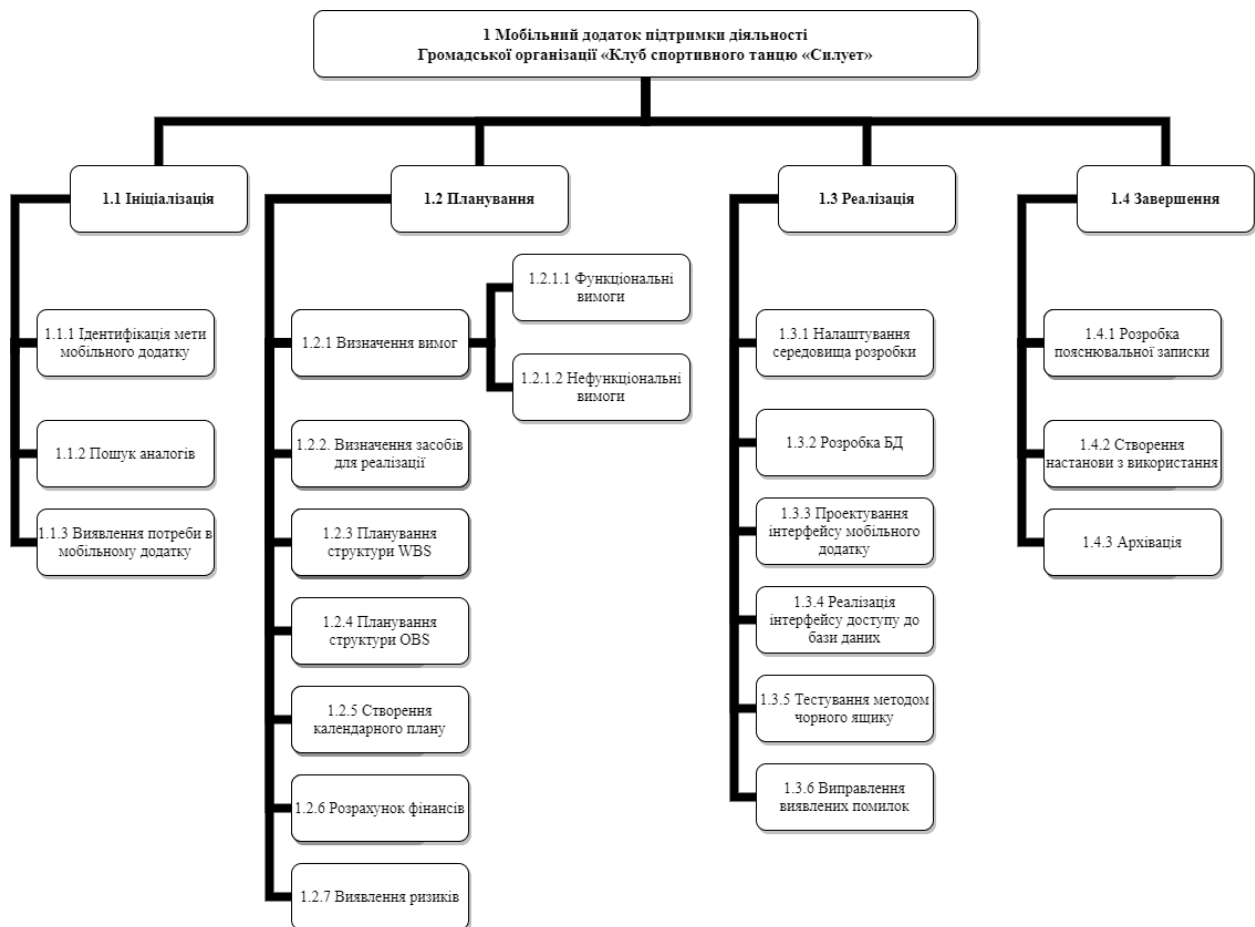 1 Мобільний додаток підтримки діяльності
Громадської організації «Клуб спортивного танцю «Силует»
1.1 Ініціалізація
1.1.1 Ідентифікація мети
мобільного додатку
1.1.2 Пошук аналогів
1.1.3 Виявлення потреби в
мобільному додатку
1.2 Планування
1.2.1 Визначення вимог
1.2.1.1 Функціональні
вимоги
1.2.1.2 Нефункціональні
вимоги
1.2.2. Визначення засобів
для реалізації
1.2.3 Планування
структури WBS
1.2.4 Планування
структури OBS
1.2.5 Створення
календарного плану
1.2.6 Розрахунок фінансів
1.2.7 Виявлення ризиків
1.3 Реалізація
1.3.1 Налаштування
середовища розробки
1.3.2 Розробка БД
1.3.3 Проектування
інтерфейсу мобільного
додатку
1.3.4 Реалізація
інтерфейсу доступу до
бази даних
1.3.5 Тестування методом
чорного ящику
1.3.6 Виправлення
виявлених помилок
1.4 Завершення
1.4.1 Розробка
пояснювальної записки
1.4.2 Створення
настанови з використання
1.4.3 Архівація